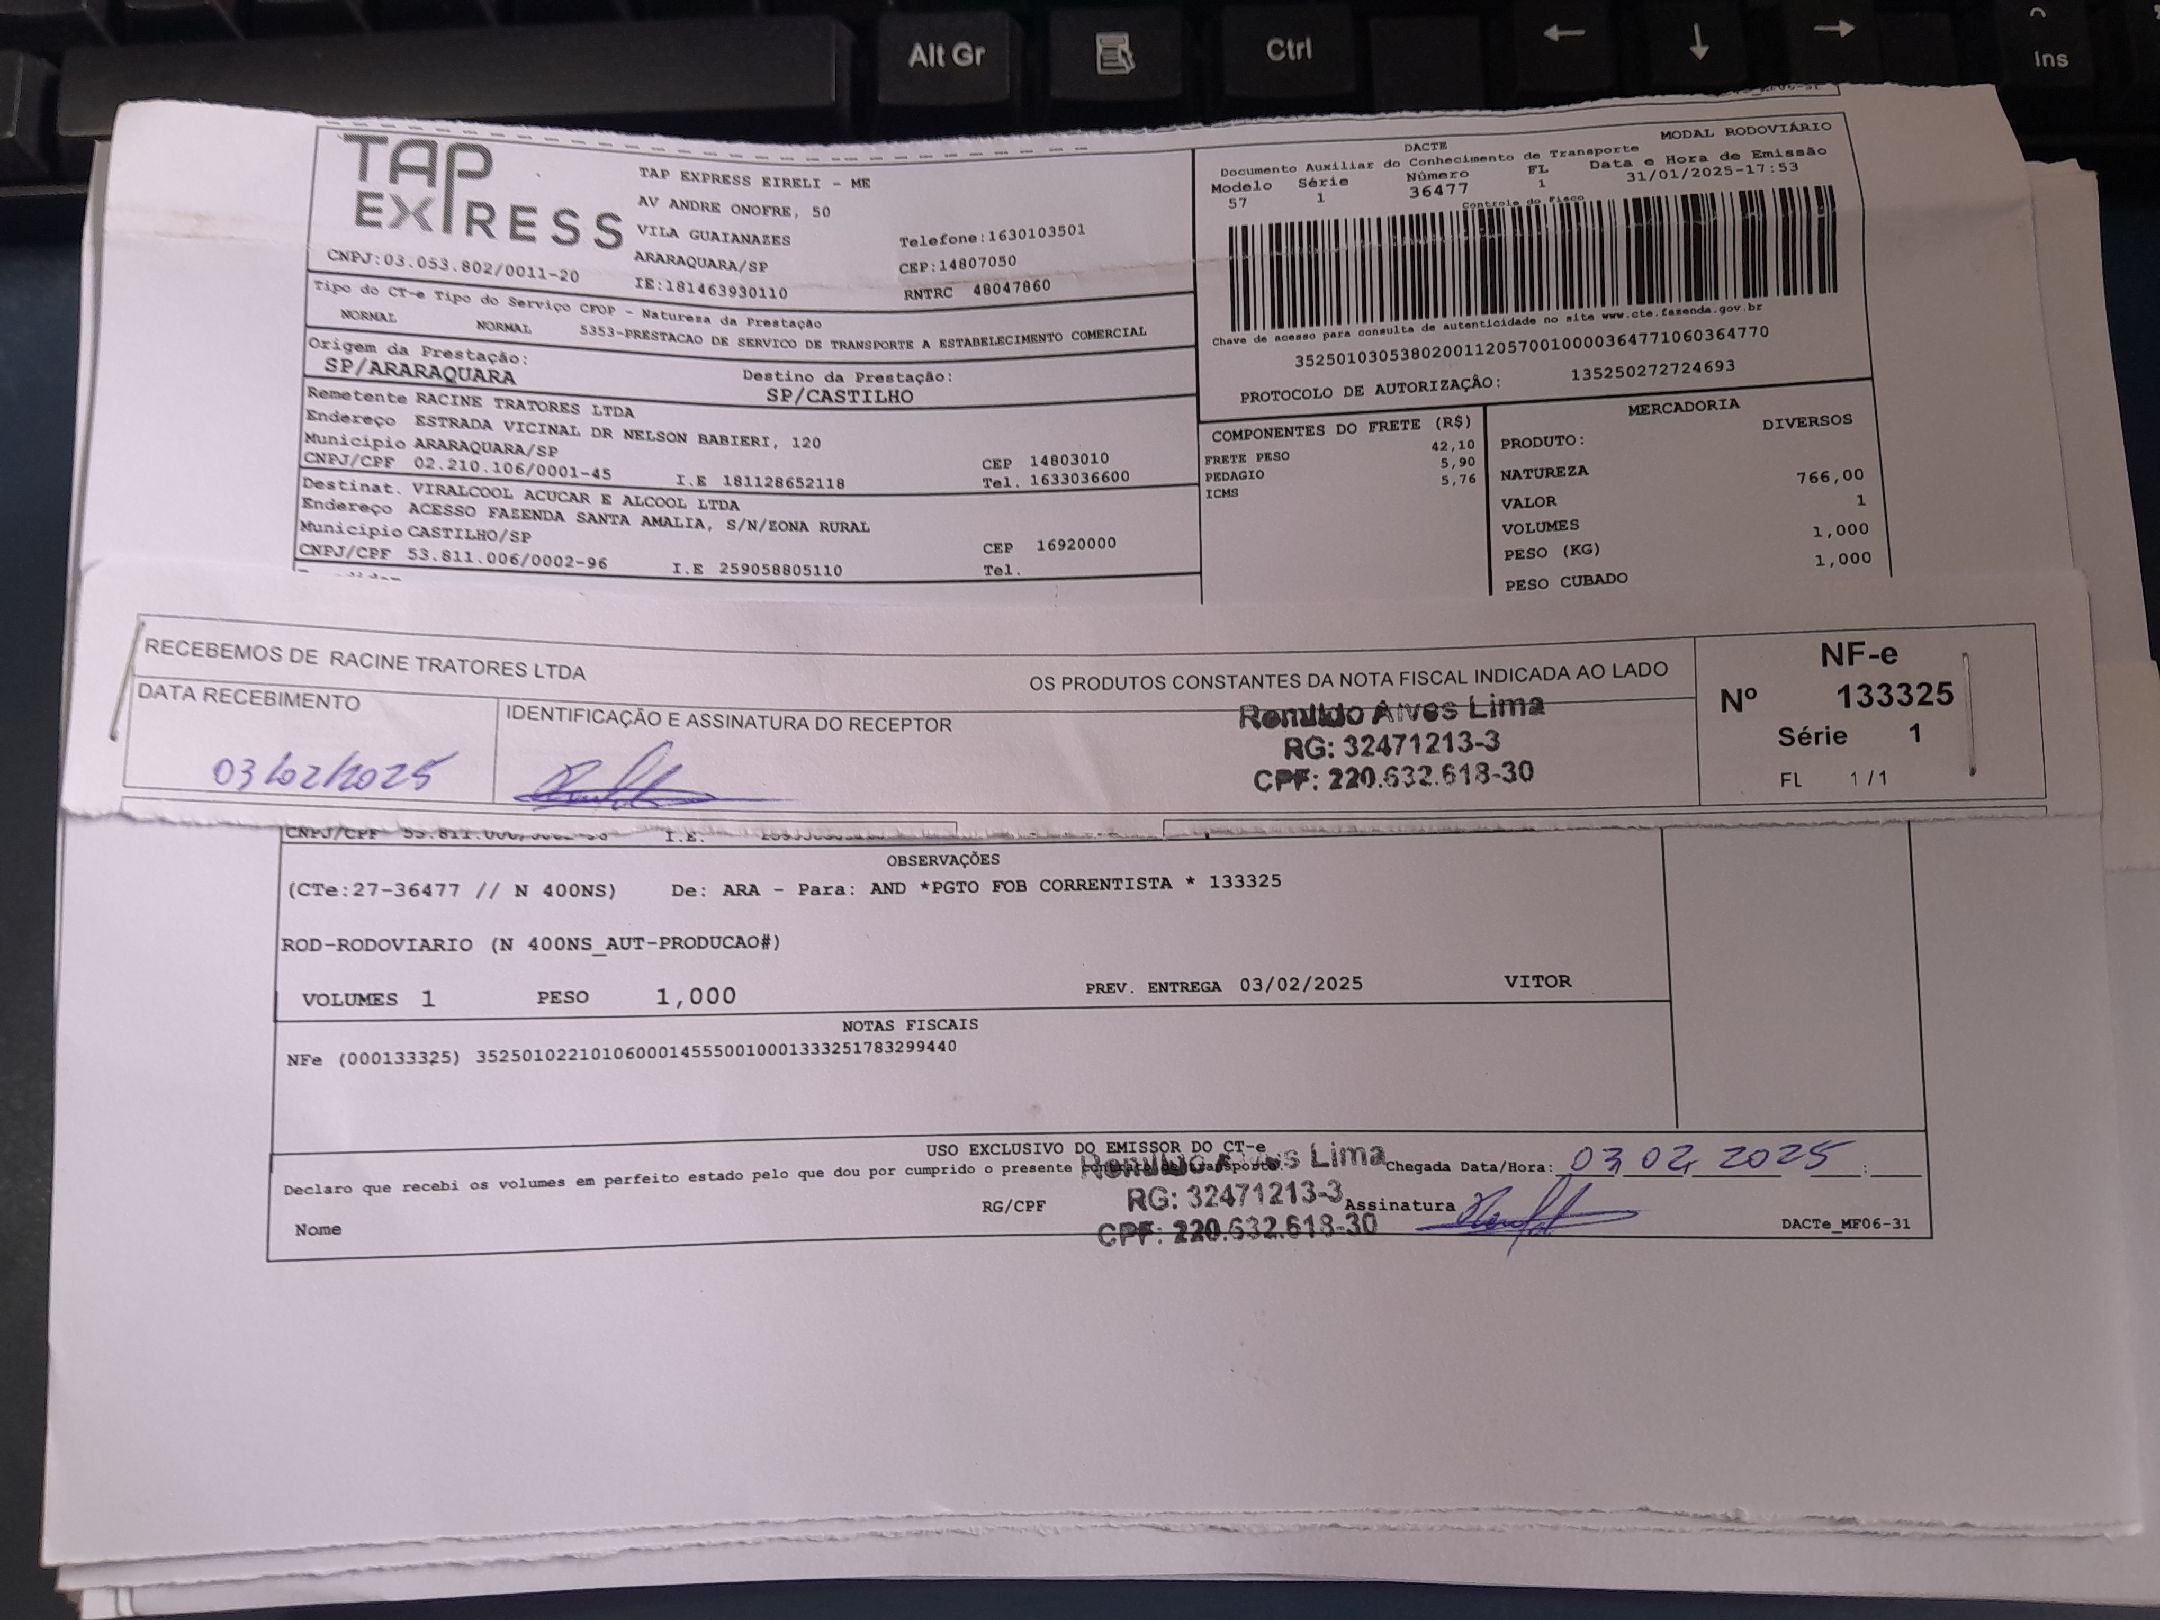 Alt Gr
Ctrl
Ins
TAP
EXPRESS
TAP EXPRESS EIRELI - ME
AV ANDRE ONOFRE, 50
VILA GUAIANAZES
Telefone:1630103501
CNPJ:03.053.802/0011-20
ARARAQUARA/SP
CEP:14807050
IE:181463930110
RNTRC 48047860
DACTE
MODAL RODOVIÁRIO
Documento Auxiliar do Conhecimento de Transporte
Modelo Série Número FL Data e Hora de Emissão
57 1 36477 1 31/01/2025-17:53
Controle do Fisco
Chave de acesso para consulta de autenticidade no site www.cte.fazenda.gov.br
35250103053802001120570010000364771060364770
PROTOCOLO DE AUTORIZAÇÃO: 135250272724693
Tipo do CT-e Tipo do Serviço CFOP - Natureza da Prestação
NORMAL NORMAL 5353-PRESTACAO DE SERVICO DE TRANSPORTE A ESTABELECIMENTO COMERCIAL
Origem da Prestação:
SP/ARARAQUARA
Destino da Prestação:
SP/CASTILHO
Remetente RACINE TRATORES LTDA
Endereço ESTRADA VICINAL DR NELSON BABIERI, 120
Município ARARAQUARA/SP
CEP 14803010
CNPJ/CPF 02.210.106/0001-45 I.E 181128652118 Tel. 1633036600
Destinat. VIRALCOOL ACUCAR E ALCOOL LTDA
Endereço ACESSO FAZENDA SANTA AMALIA, S/N/ZONA RURAL
Município CASTILHO/SP
CEP 16920000
CNPJ/CPF 53.811.006/0002-96 I.E 259058805110 Tel.
COMPONENTES DO FRETE (R$)
FRETE PESO 42,10
PEDAGIO 5,90
ICMS 5,76
MERCADORIA
PRODUTO: DIVERSOS
NATUREZA
VALOR 766,00
VOLUMES 1
PESO (KG) 1,000
PESO CUBADO 1,000
RECEBEMOS DE RACINE TRATORES LTDA
OS PRODUTOS CONSTANTES DA NOTA FISCAL INDICADA AO LADO
DATA RECEBIMENTO
03/02/2025
IDENTIFICAÇÃO E ASSINATURA DO RECEPTOR
Romildo Alves Lima
RG: 32471213-3
CPF: 220.632.618-30
NF-e
Nº 133325
Série 1
FL 1/1
CNPJ/CPF I.E.
OBSERVAÇÕES
(CTe:27-36477 // N 400NS) De: ARA - Para: AND *PGTO FOB CORRENTISTA * 133325
ROD-RODOVIARIO (N 400NS_AUT-PRODUCAO#)
VOLUMES 1 PESO 1,000 PREV. ENTREGA 03/02/2025 VITOR
NOTAS FISCAIS
NFe (000133325) 35250102210106000145550010001333251783299440
USO EXCLUSIVO DO EMISSOR DO CT-e
Declaro que recebi os volumes em perfeito estado pelo que dou por cumprido o presente contrato de transporte.
Chegada Data/Hora: 03 02 2025 :
Alves Lima
RG: 32471213-3
CPF: 220.632.618-30
Nome
RG/CPF
Assinatura
DACTe_MF06-31